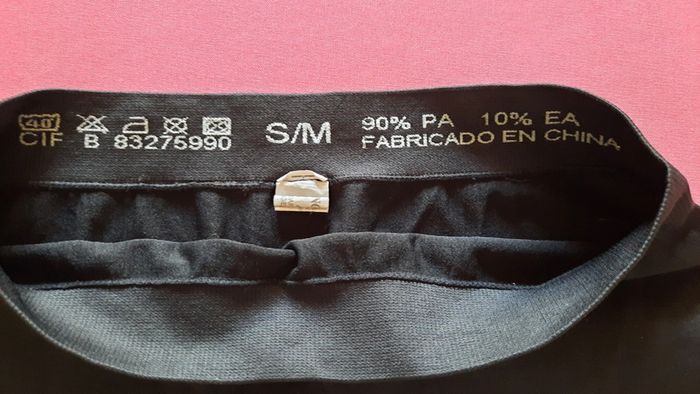 40
CIF B 83275990
S/M
90% PA 10% EA
FABRICADO EN CHINA